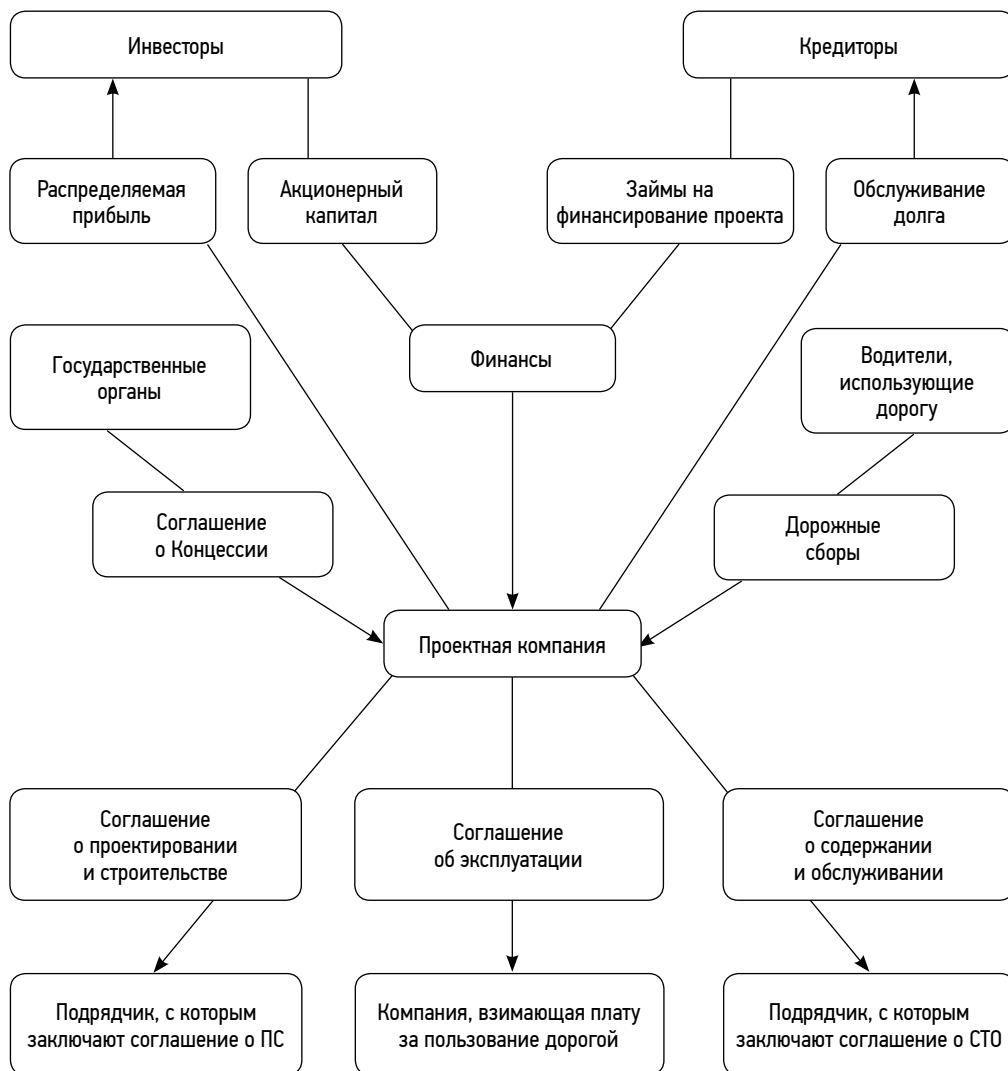 Инвесторы
Кредиторы
Распределяемая
прибыль
Акционерный
капитал
Займы на
финансирование проекта
Обслуживание
долга
Государственные
органы
Финансы
Водители,
использующие
дорогу
Соглашение
о Концессии
Дорожные
сборы
Проектная компания
Соглашение
о проектировании
и строительстве
Соглашение
об эксплуатации
Соглашение
о содержании
и обслуживании
Подрядчик, с которым
заключают соглашение о ПС
Компания, взимающая плату
за пользование дорогой
Подрядчик, с которым
заключают соглашение о СТО